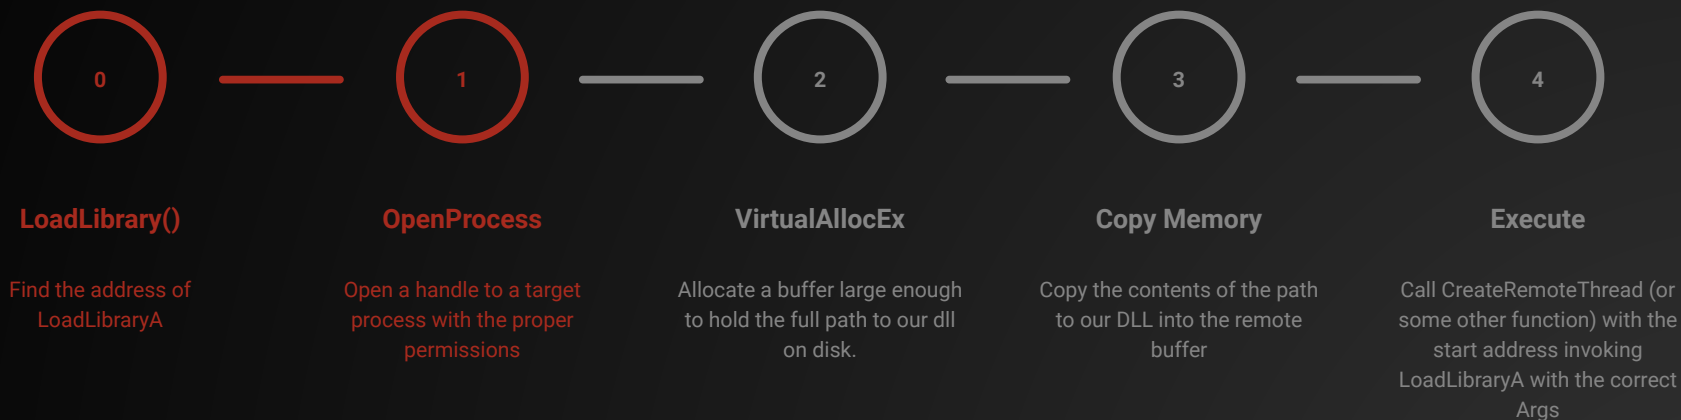 0
1
2
3
4
LoadLibrary()
OpenProcess
VirtualAllocEx
Copy Memory
Execute
Find the address of
LoadLibraryA
Open a handle to a target
process with the proper
permissions
Allocate a buffer large enough
to hold the full path to our dll
on disk.
Copy the contents of the path
to our DLL into the remote
buffer
Call CreateRemoteThread (or
some other function) with the
start address invoking
LoadLibraryA with the correct
Args